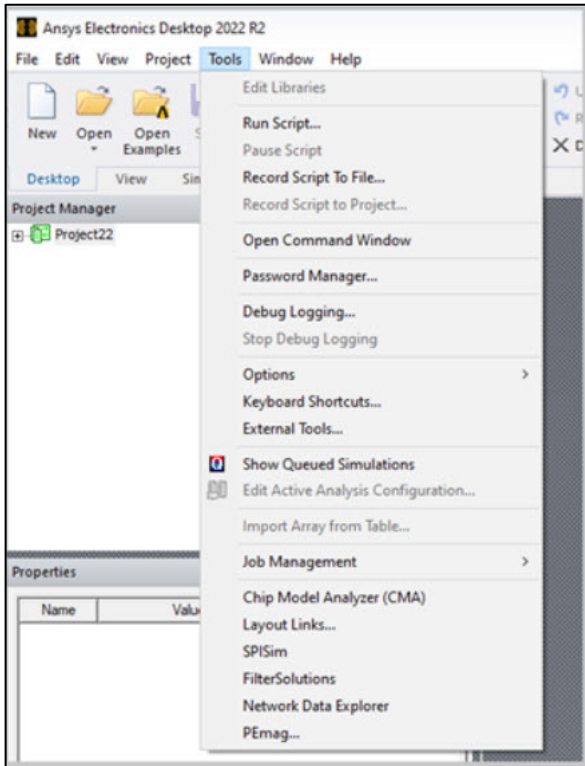 Ansys Electronics Desktop 2022 R2
File Edit View Project Tools Window Help
New Open Open Examples
Desktop View
Project Manager
Project22
Edit Libraries
Run Script...
Pause Script
Record Script To File...
Record Script to Project...
Open Command Window
Password Manager...
Debug Logging...
Stop Debug Logging
Options
Keyboard Shortcuts...
External Tools...
Show Queued Simulations
Edit Active Analysis Configuration...
Import Array from Table...
Job Management
Chip Model Analyzer (CMA)
Layout Links...
SPISim
FilterSolutions
Network Data Explorer
PEmag...
Properties
Name